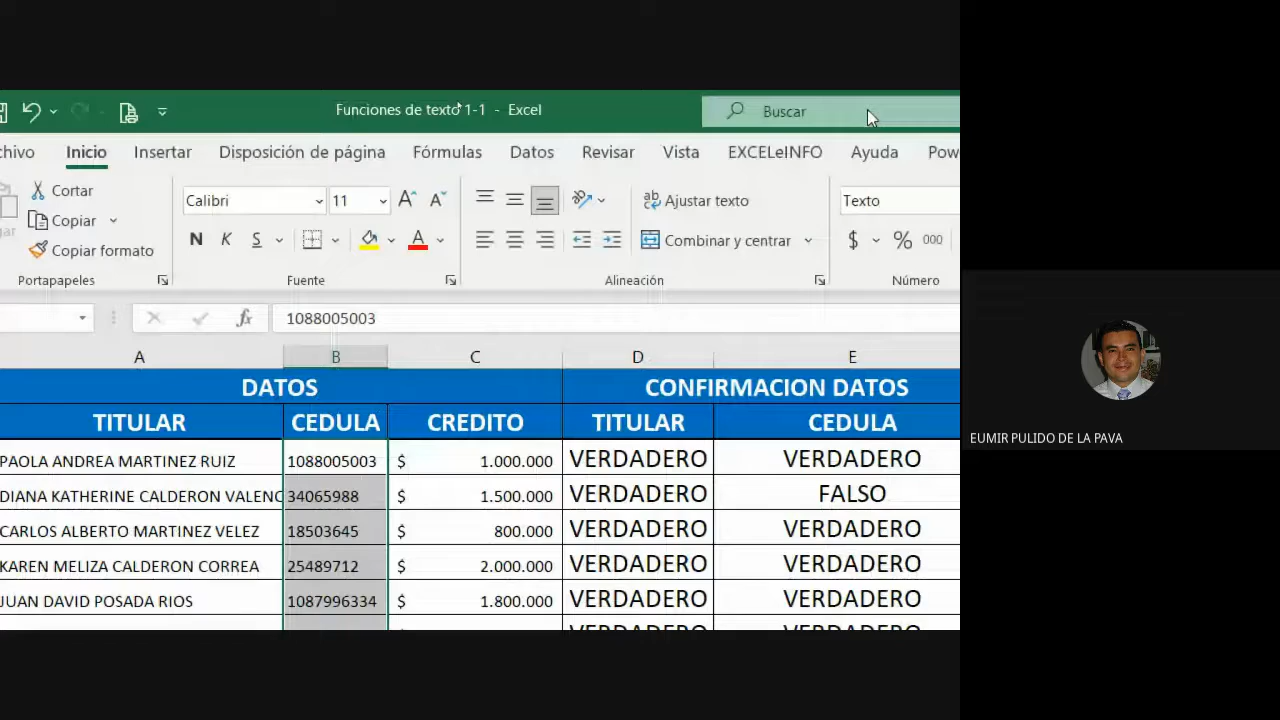 Funciones de texto 1-1 - Excel
Buscar
chivo Inicio Insertar Disposición de página Fórmulas Datos Revisar Vista EXCELeINFO Ayuda Pow
Cortar
Copiar
Copiar formato
Portapapeles
Calibri 11
N K S
Fuente
Ajustar texto
Combinar y centrar
Alineación
Texto
$ % 000
Número
fx 1088005003
A B C D E
DATOS CONFIRMACION DATOS
TITULAR CEDULA CREDITO TITULAR CEDULA
PAOLA ANDREA MARTINEZ RUIZ 1088005003 $ 1.000.000 VERDADERO VERDADERO
DIANA KATHERINE CALDERON VALENC 34065988 $ 1.500.000 VERDADERO FALSO
CARLOS ALBERTO MARTINEZ VELEZ 18503645 $ 800.000 VERDADERO VERDADERO
KAREN MELIZA CALDERON CORREA 25489712 $ 2.000.000 VERDADERO VERDADERO
JUAN DAVID POSADA RIOS 1087996334 $ 1.800.000 VERDADERO VERDADERO
VERDADERO VERDADERO
EUMIR PULIDO DE LA PAVA